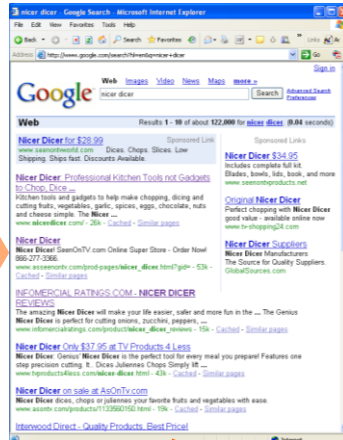 nicer dicer - Google Search - Microsoft Internet Explorer
File Edit View Favorites Tools Help
Back Search Favorites
Address http://www.google.com/search?hl=en&q=nicer+dicer Go
Sign in
Google
Web Images Video News Maps more »
nicer dicer Search Advanced Search
Preferences
Web Results 1 - 10 of about 122,000 for nicer dicer. (0.04 seconds)
Nicer Dicer for $28.99 Sponsored Link
www.seenontworld.com Dices. Chops. Slices. Low
Shipping. Ships fast. Discounts Available.
Nicer Dicer: Professional Kitchen Tools not Gadgets
to Chop, Dice ...
Kitchen tools and gadgets to help make chopping, dicing and
cutting fruits, vegetables, garlic, spices, eggs, chocolate, nuts
and cheese simple. The Nicer ...
www.nicerdicer.com/ - 26k - Cached - Similar pages
Nicer Dicer
Nicer Dicer! SeenOnTV.com Online Super Store - Order Now!
866-277-3366.
www.asseenontv.com/prod-pages/nicer_dicer.html?gid= - 53k -
Cached - Similar pages
INFOMERCIAL RATINGS.COM - NICER DICER
REVIEWS
The amazing Nicer Dicer will make your life easier, safer and more fun in the .... The Genius
Nicer Dicer is perfect for cutting onions, zucchini, peppers, ...
www.infomercialratings.com/product/nicer_dicer_reviews - 15k - Cached - Similar pages
Nicer Dicer Only $37.95 at TV Products 4 Less
Nicer Dicer. Genius' Nicer Dicer is the perfect tool for every meal you prepare! Features one
step precision cutting. It.. Dices Juliennes Chops Simply lift ...
www.tvproducts4less.com/nicer-dicer.html - 43k - Cached - Similar pages
Nicer Dicer on sale at AsOnTv.com
Nicer Dicer dices, chops or juliennes your favorite fruits and vegetables with ease.
www.asontv.com/products/1133560150.html - 19k - Cached - Similar pages
Interwood Direct - Quality Products, Best Price!
Sponsored Links
Nicer Dicer $34.95
Includes complete full kit.
Blades, bowls, lids, book, and more
www.seenontvproducts.net
Original Nicer Dicer
Perfect chopping with Nicer Dicer
good value - available online now
www.tv-shopping24.com
Nicer Dicer Suppliers
Nicer Dicer Manufacturers
The Source for Quality Suppliers.
GlobalSources.com
Internet